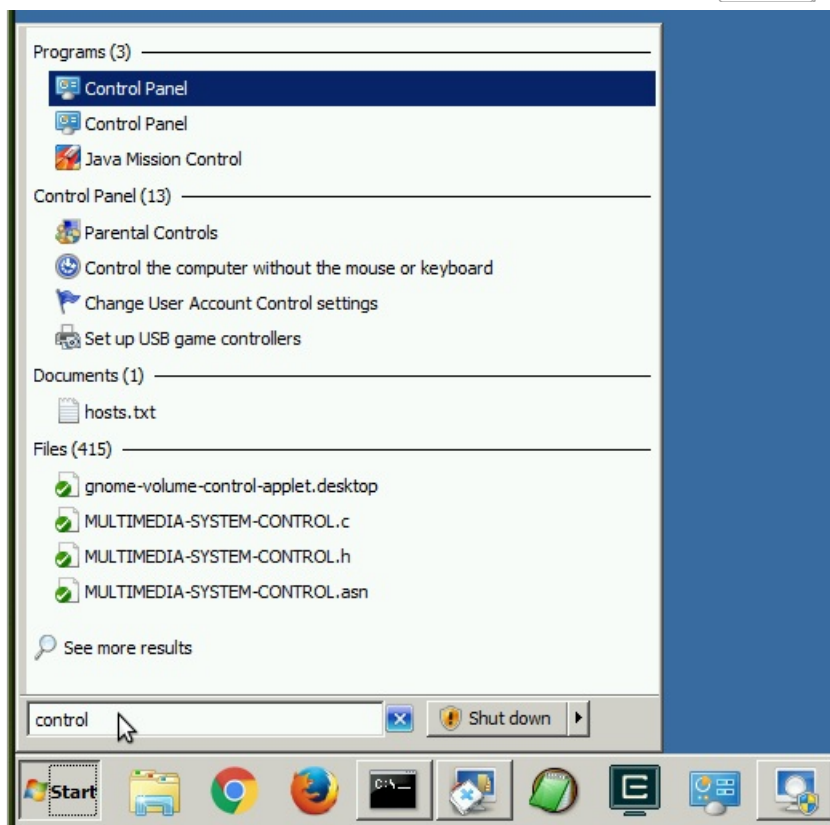 Programs (3)
Control Panel
Control Panel
Java Mission Control
Control Panel (13)
Parental Controls
Control the computer without the mouse or keyboard
Change User Account Control settings
Set up USB game controllers
Documents (1)
hosts.txt
Files (415)
gnome-volume-control-applet.desktop
MULTIMEDIA-SYSTEM-CONTROL.c
MULTIMEDIA-SYSTEM-CONTROL.h
MULTIMEDIA-SYSTEM-CONTROL.asn
See more results
control
Shut down
Start
C:\_
E